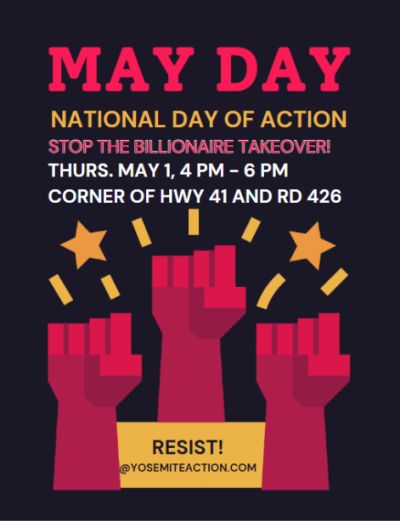 MAY DAY
NATIONAL DAY OF ACTION
STOP THE BILLIONAIRE TAKEOVER!
THURS. MAY 1, 4 PM - 6 PM
CORNER OF HWY 41 AND RD 426
RESIST!
@YOSEMITEACTION.COM